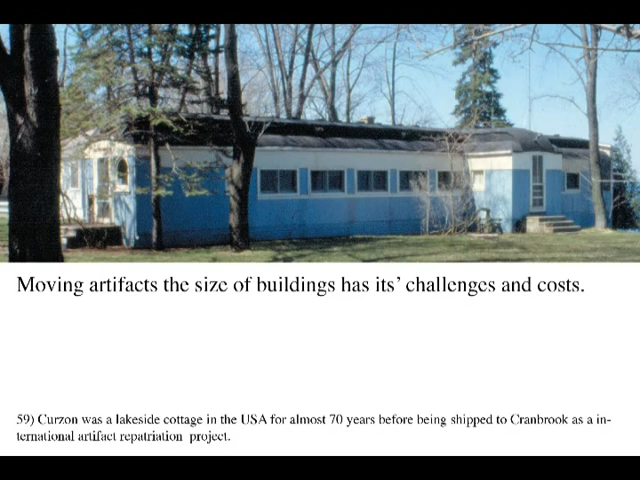 Moving artifacts the size of buildings has its’ challenges and costs.
59) Curzon was a lakeside cottage in the USA for almost 70 years before being shipped to Cranbrook as a in-
ternational artifact repatriation project.